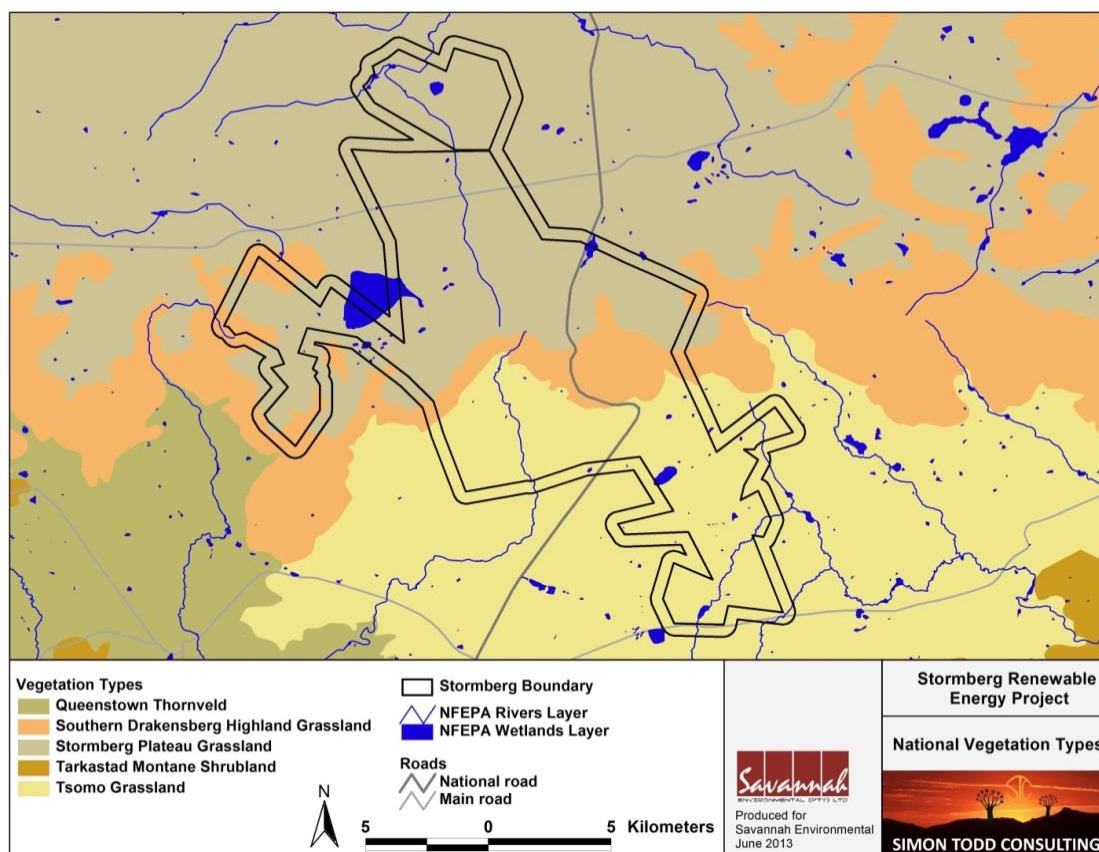 Vegetation Types
Queenstown Thornveld
Southern Drakensberg Highland Grassland
Stormberg Plateau Grassland
Tarkastad Montane Shrubland
Tsomo Grassland
Stormberg Boundary
NFEPA Rivers Layer
NFEPA Wetlands Layer
Roads
National road
Main road
N
5 0 5 Kilometers
Savannah
ENVIRONMENTAL (PTY) LTD
Produced for
Savannah Environmental
June 2013
Stormberg Renewable
Energy Project
National Vegetation Types
STC
SIMON TODD CONSULTING